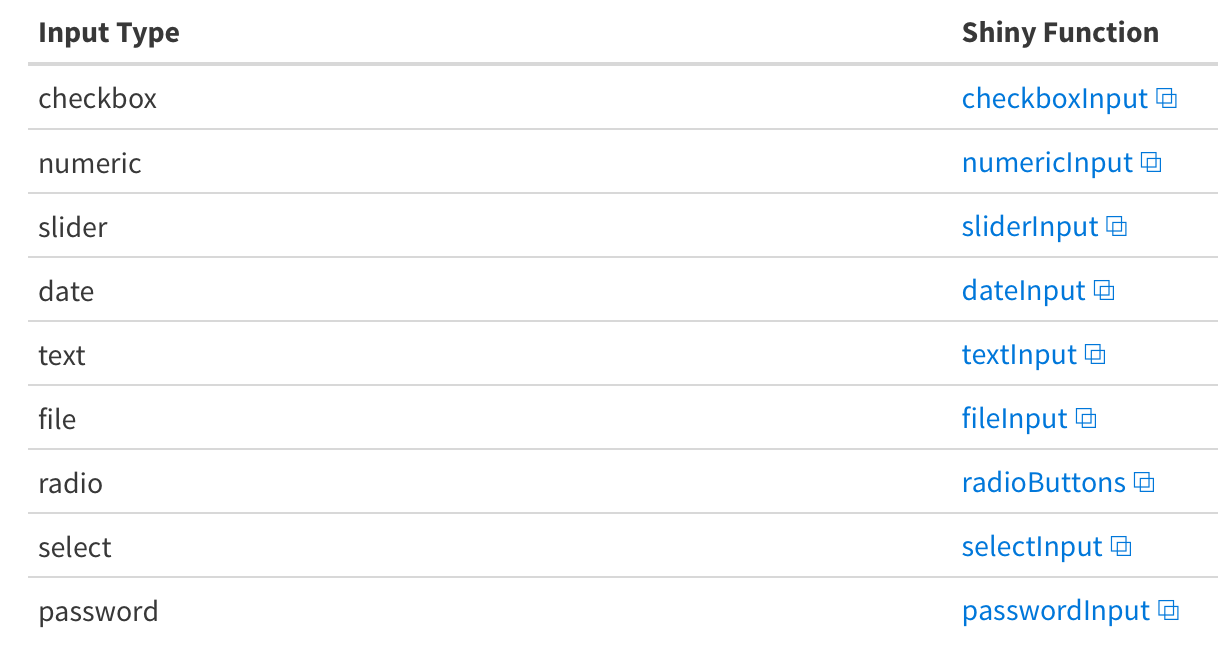 Input Type Shiny Function
checkbox checkboxInput
numeric numericInput
slider sliderInput
date dateInput
text textInput
file fileInput
radio radioButtons
select selectInput
password passwordInput